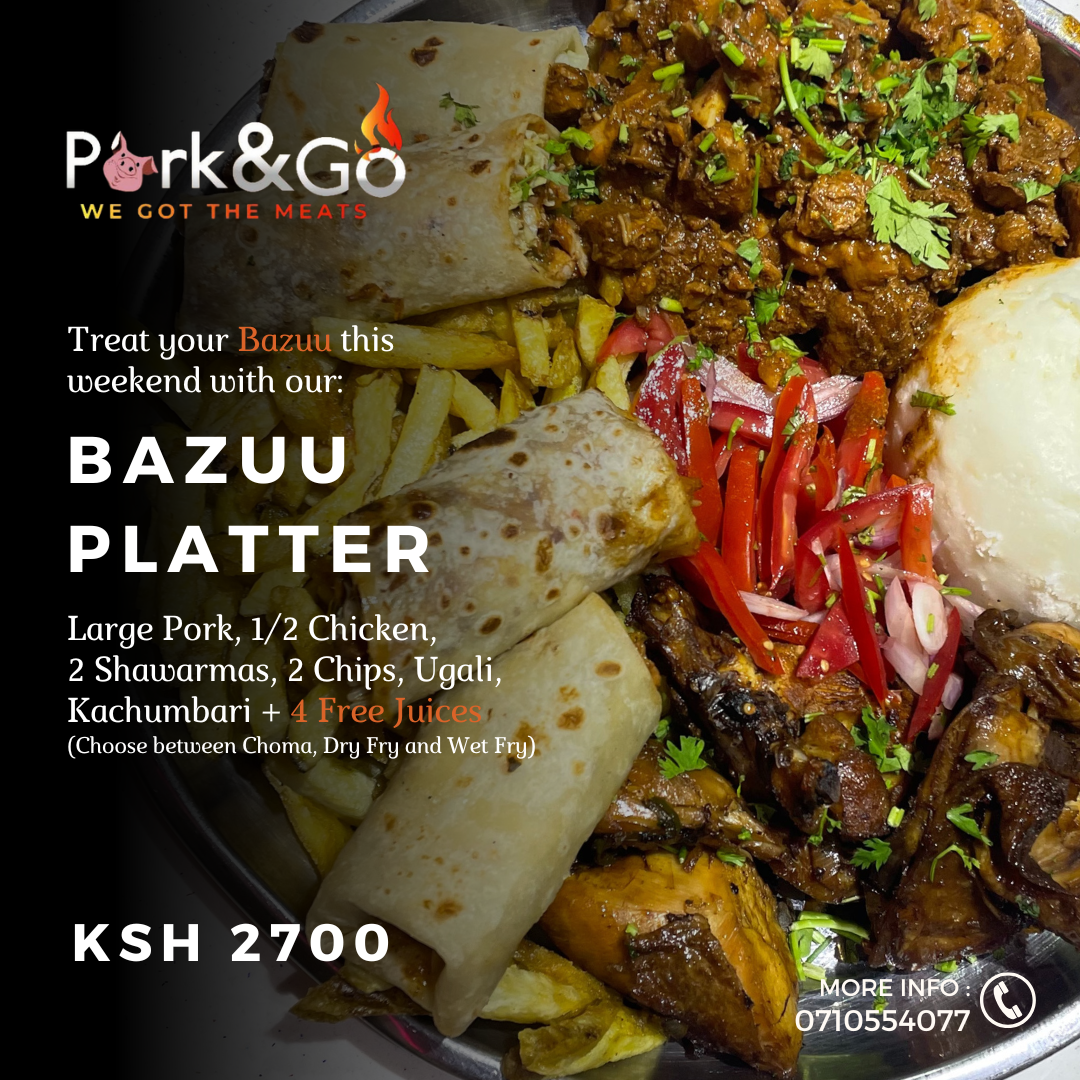 Pork&Go
WE GOT THE MEATS
Treat your Bazuu this
weekend with our:
BAZUU
PLATTER
Large Pork, 1/2 Chicken,
2 Shawarmas, 2 Chips, Ugali,
Kachumbari + 4 Free Juices
(Choose between Choma, Dry Fry and Wet Fry)
KSH 2700
MORE INFO :
0710554077